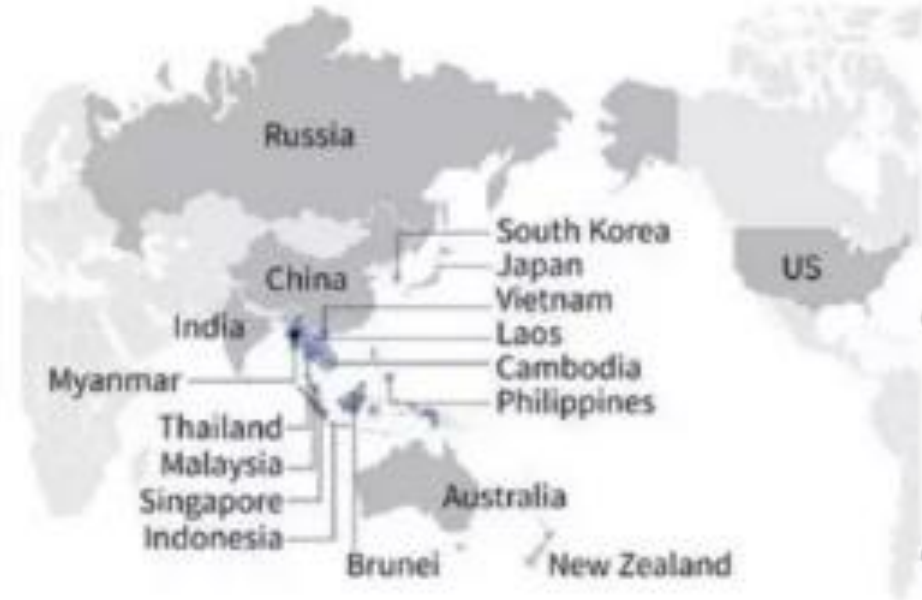 Russia
South Korea
Japan
China
US
Vietnam
India
Laos
Cambodia
Myanmar
Philippines
Thailand
Malaysia
Singapore
Australia
Indonesia
Brunei
New Zealand